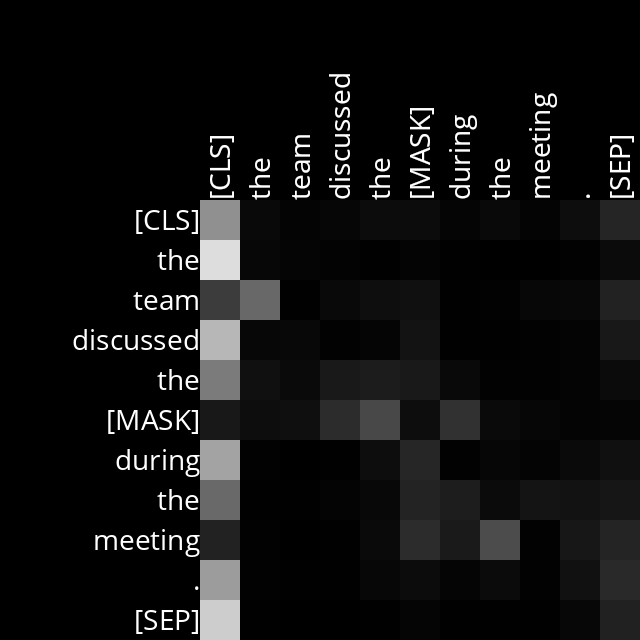 [CLS] the team discussed the [MASK] during the meeting . [SEP]
[CLS]
the
team
discussed
the
[MASK]
during
the
meeting
.
[SEP]